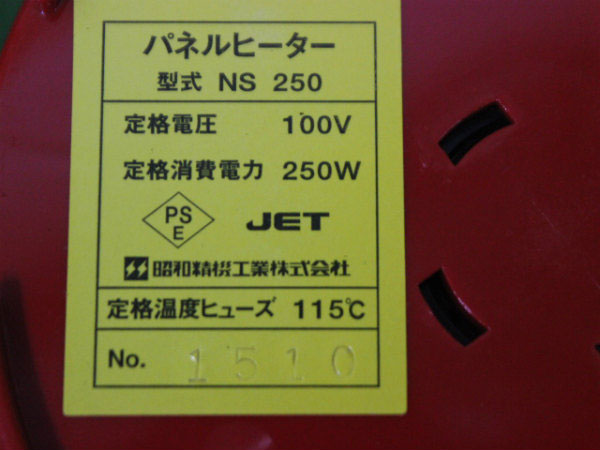 パネルヒーター
型式 NS 250
定格電圧 100V
定格消費電力 250W
PS
E
JET
昭和精機工業株式会社
定格温度ヒューズ 115℃
No. 1510